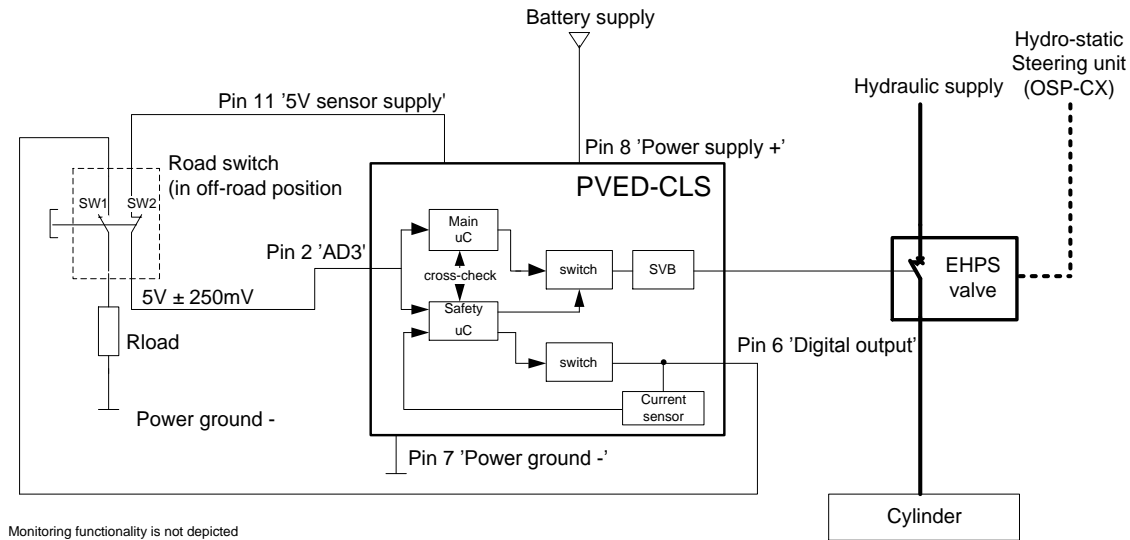 Battery supply
Hydro-static
Steering unit
(OSP-CX)
Hydraulic supply
Pin 11 '5V sensor supply'
Pin 8 'Power supply +'
Road switch
(in off-road position
PVED-CLS
SW1
SW2
Main
uC
Pin 2 'AD3'
switch
SVB
EHPS
valve
cross-check
5V ± 250mV
Safety
uC
Rload
switch
Pin 6 'Digital output'
Current
sensor
Power ground -
Pin 7 'Power ground -'
Cylinder
Monitoring functionality is not depicted